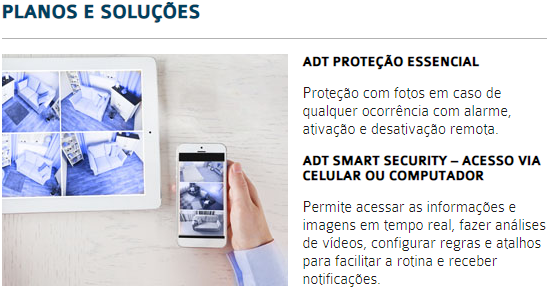 PLANOS E SOLUÇÕES
ADT PROTEÇÃO ESSENCIAL
Proteção com fotos em caso de
qualquer ocorrência com alarme,
ativação e desativação remota.
ADT SMART SECURITY – ACESSO VIA
CELULAR OU COMPUTADOR
Permite acessar as informações e
imagens em tempo real, fazer análises
de vídeos, configurar regras e atalhos
para facilitar a rotina e receber
notificações.